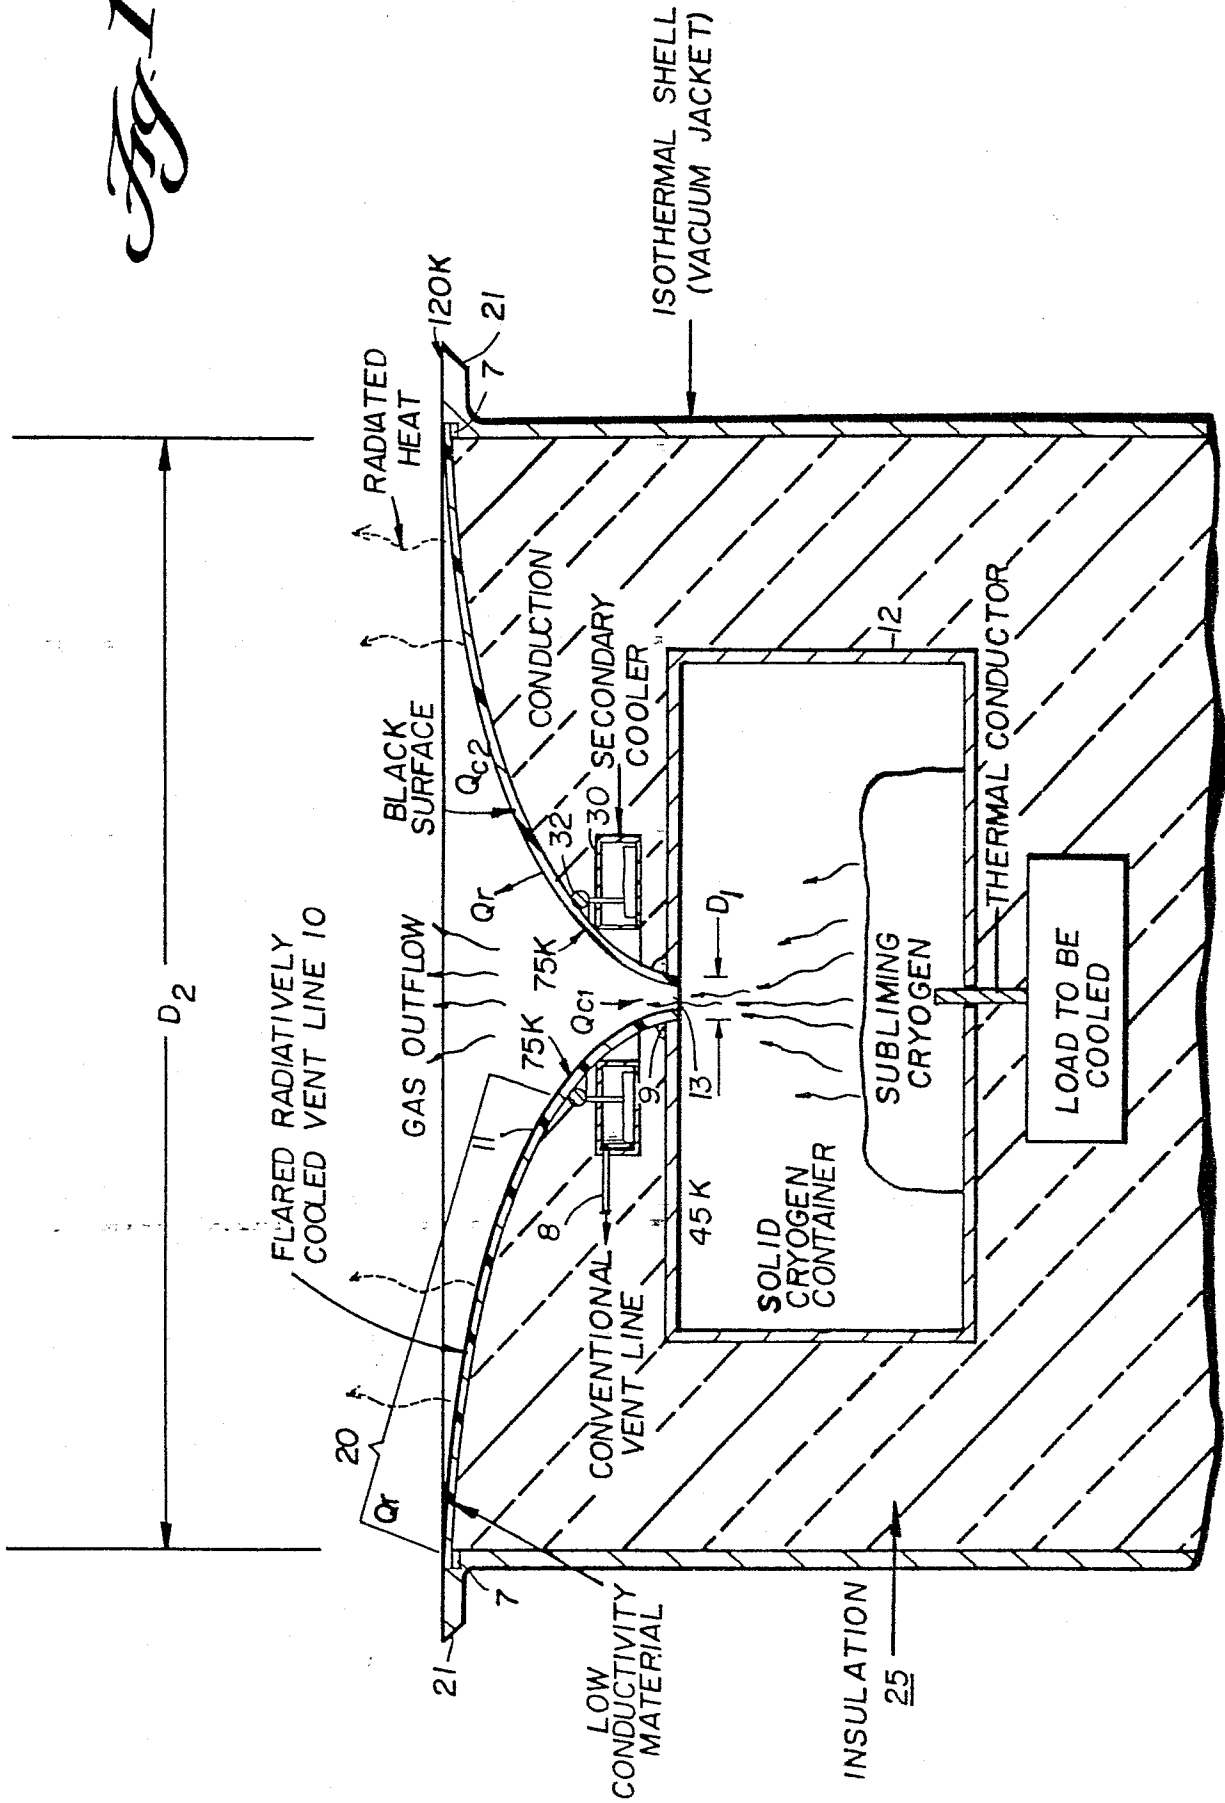 Fig. 1
D2
FLARED RADIATIVELY
COOLED VENT LINE 10
GAS OUTFLOW
BLACK
SURFACE
RADIATED
HEAT
120K
21
7
20
Qr
11
75K
75K
Qr
Qc2
Qc1
32
30
SECONDARY
COOLER
CONDUCTION
21
7
LOW
CONDUCTIVITY
MATERIAL
8
CONVENTIONAL
VENT LINE
9
13
D1
45K
12
ISOTHERMAL SHELL
(VACUUM JACKET)
SOLID
CRYOGEN
CONTAINER
SUBLIMING
CRYOGEN
THERMAL CONDUCTOR
LOAD TO BE
COOLED
INSULATION
25